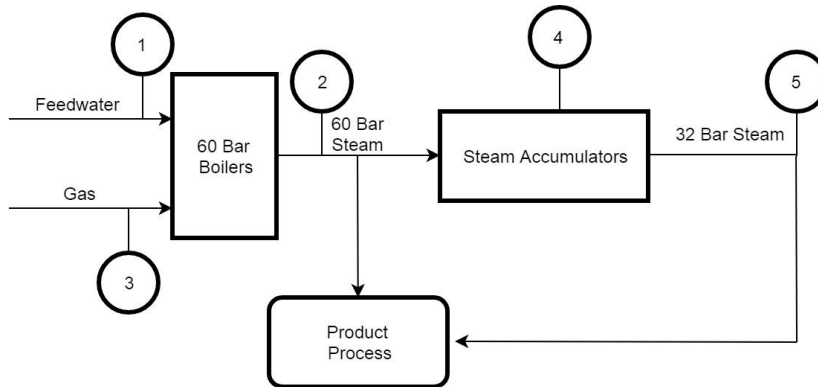 1
2
4
5
Feedwater
60 Bar
Steam
60 Bar
Boilers
Steam Accumulators
32 Bar Steam
Gas
3
Product
Process